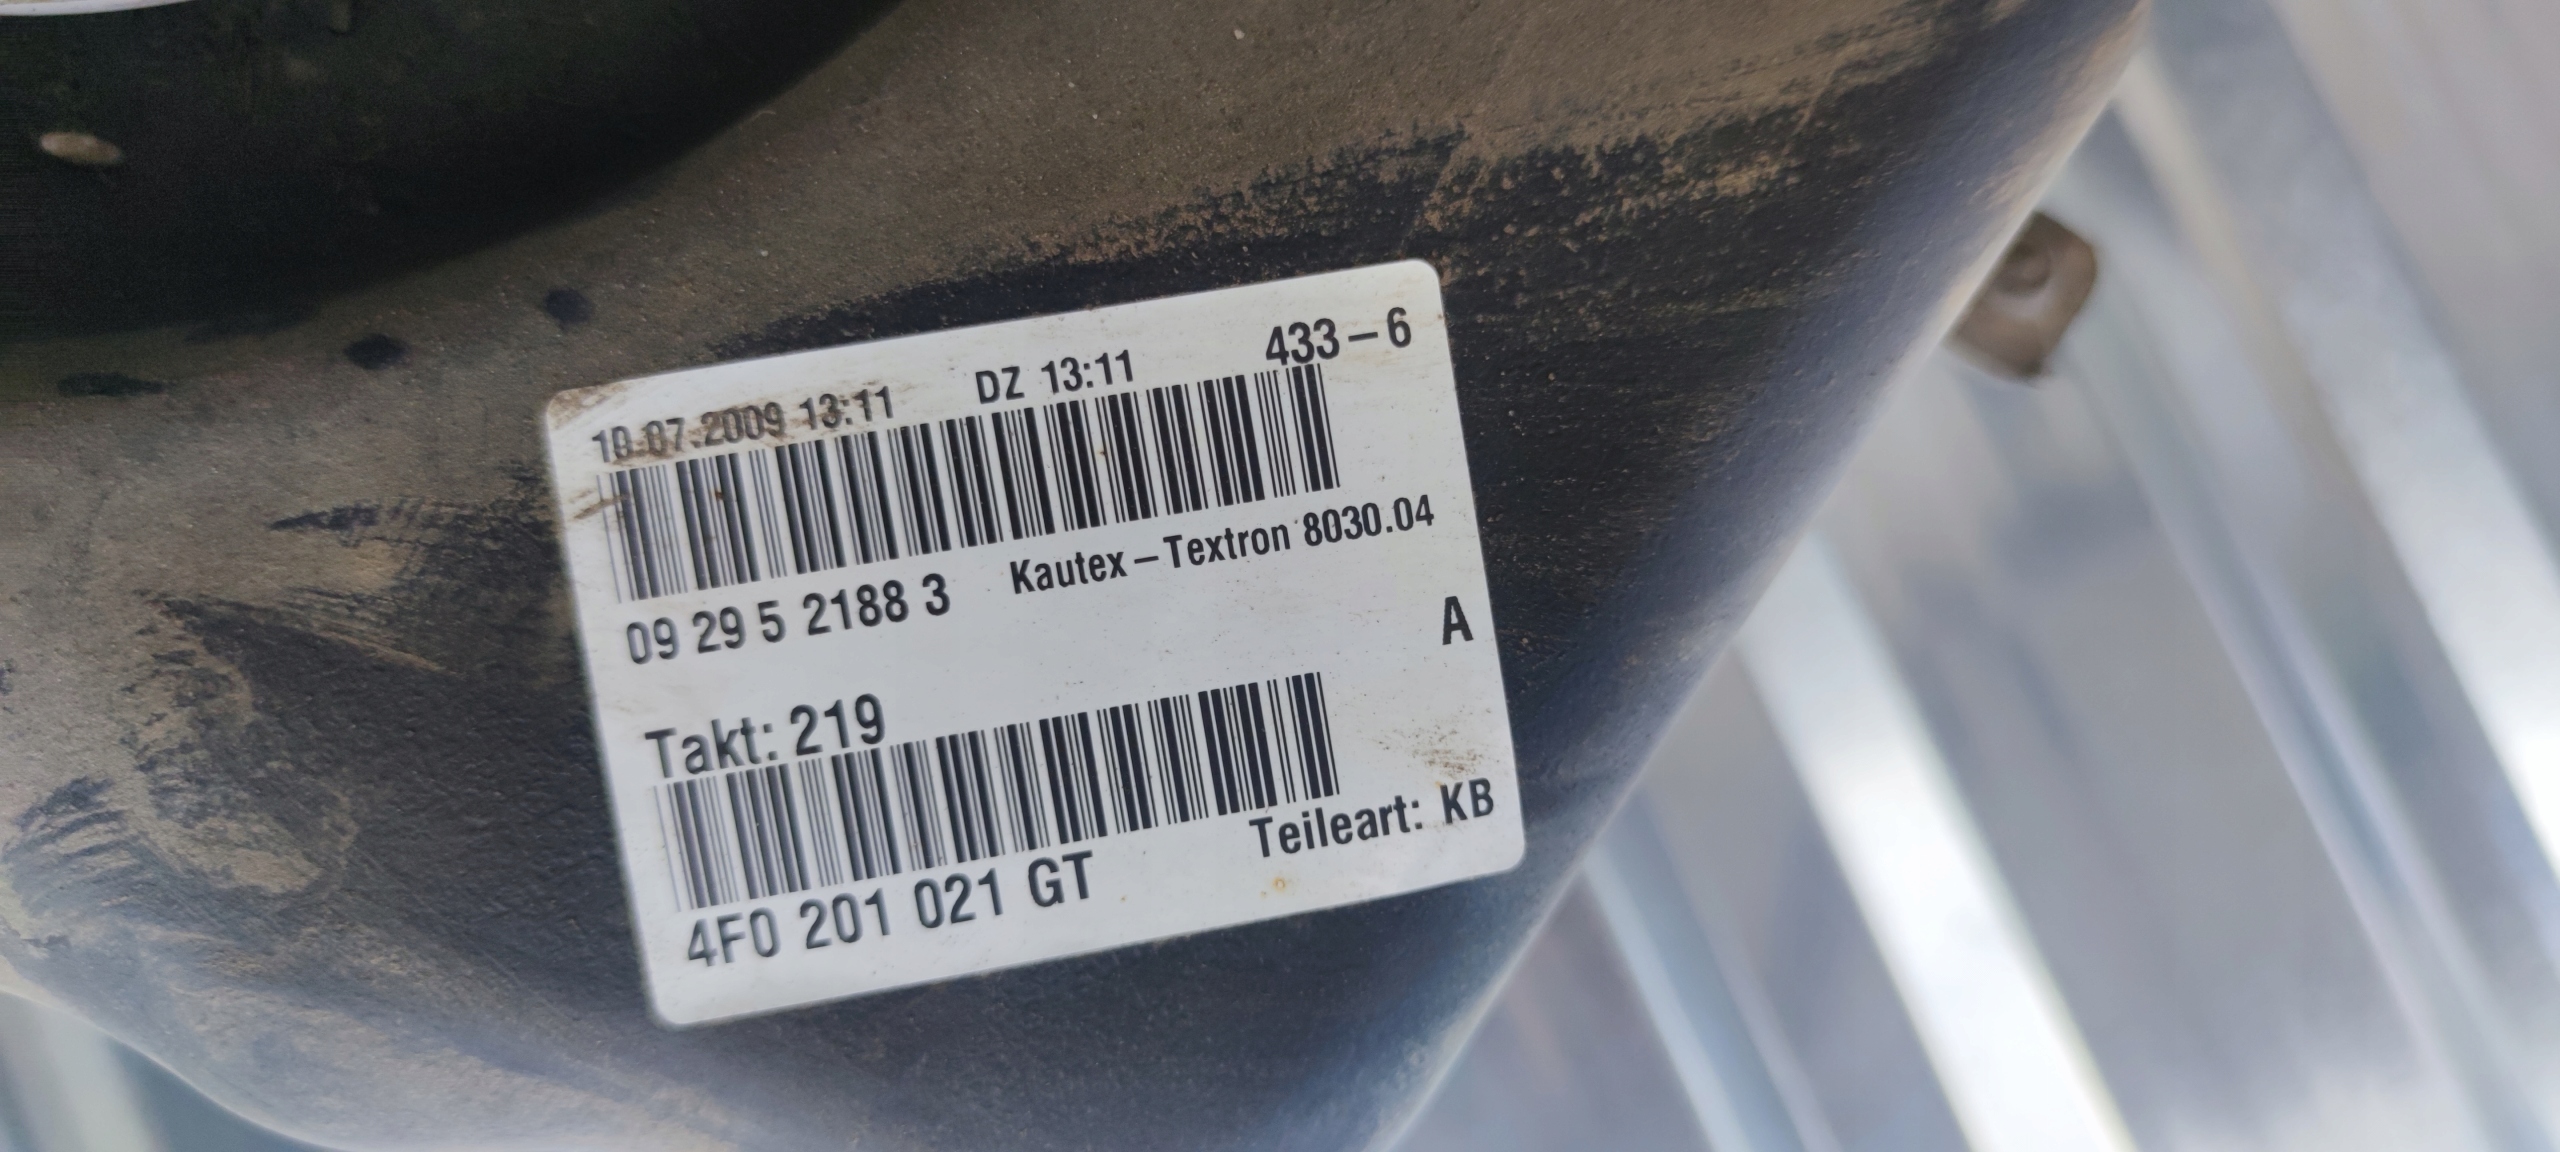 18.07.2009 13:11 DZ 13:11 433-6
09 29 5 2188 3 Kautex-Textron 8030.04
A
Takt: 219
4F0 201 021 GT Teileart: KB